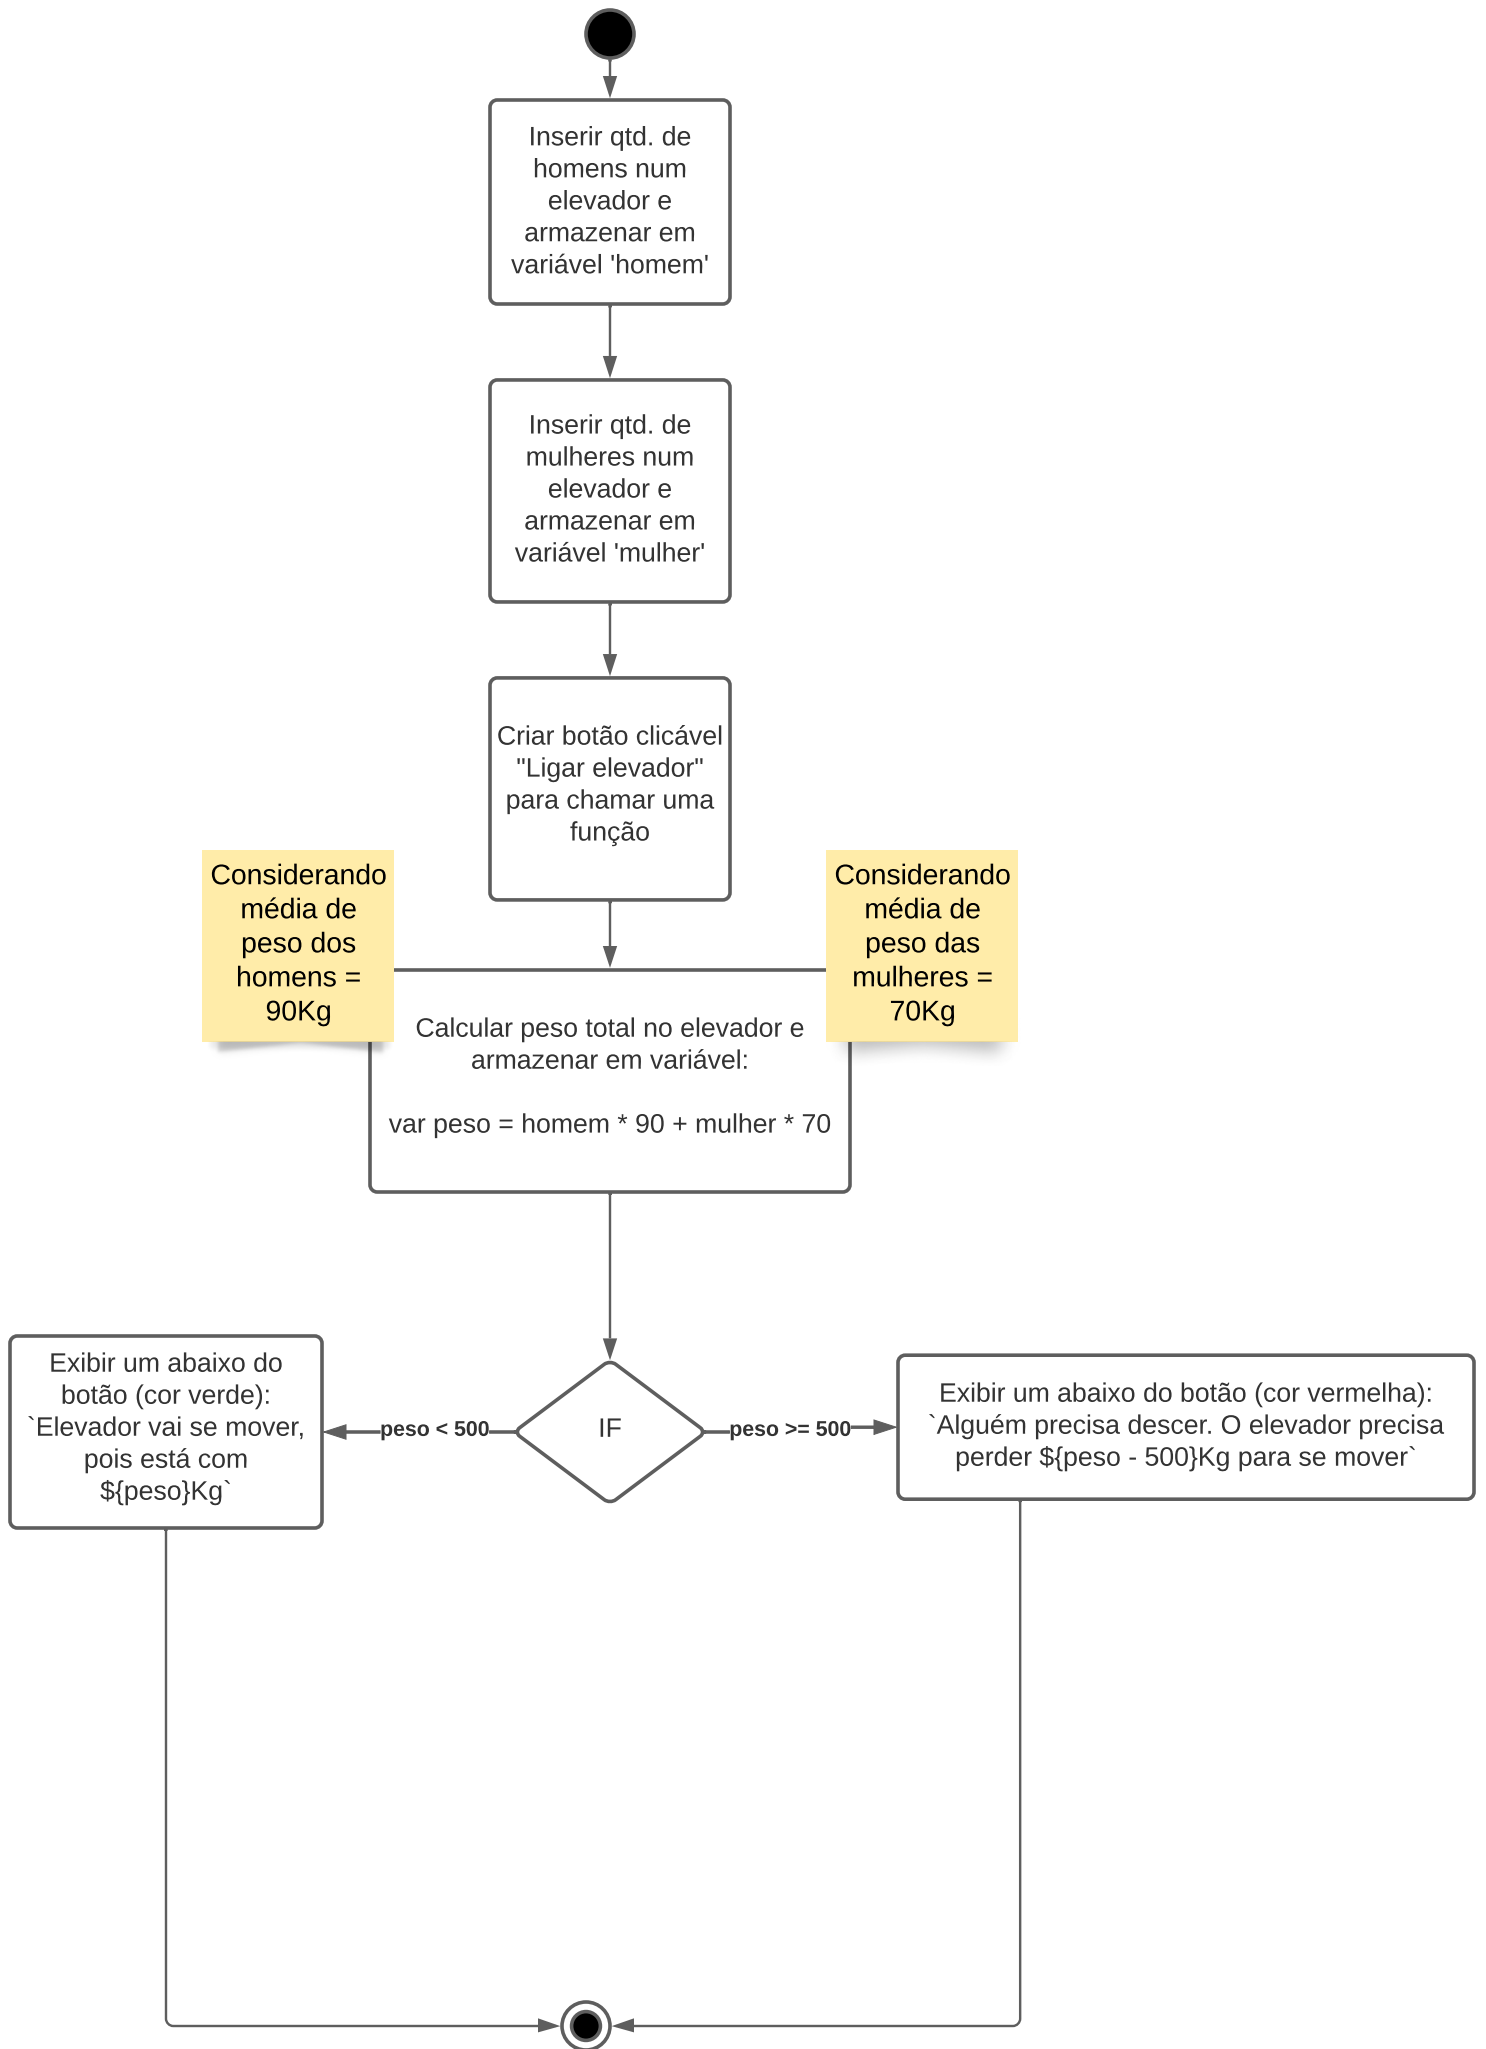 Inserir qtd. de
homens num
elevador e
armazenar em
variável 'homem'
Inserir qtd. de
mulheres num
elevador e
armazenar em
variável 'mulher'
Criar botão clicável
"Ligar elevador"
para chamar uma
função
Considerando
média de
peso dos
homens =
90Kg
Considerando
média de
peso das
mulheres =
70Kg
Calcular peso total no elevador e
armazenar em variável:
var peso = homem * 90 + mulher * 70
Exibir um abaixo do
botão (cor verde):
`Elevador vai se mover,
pois está com
${peso}Kg`
peso < 500
IF
peso >= 500
Exibir um abaixo do botão (cor vermelha):
`Alguém precisa descer. O elevador precisa
perder ${peso - 500}Kg para se mover`